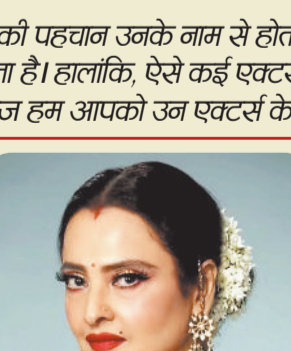 की पहचान उनके नाम से होत
ता है। हालांकि, ऐसे कई एक्टर
ज हम आपको उन एक्टर्स के